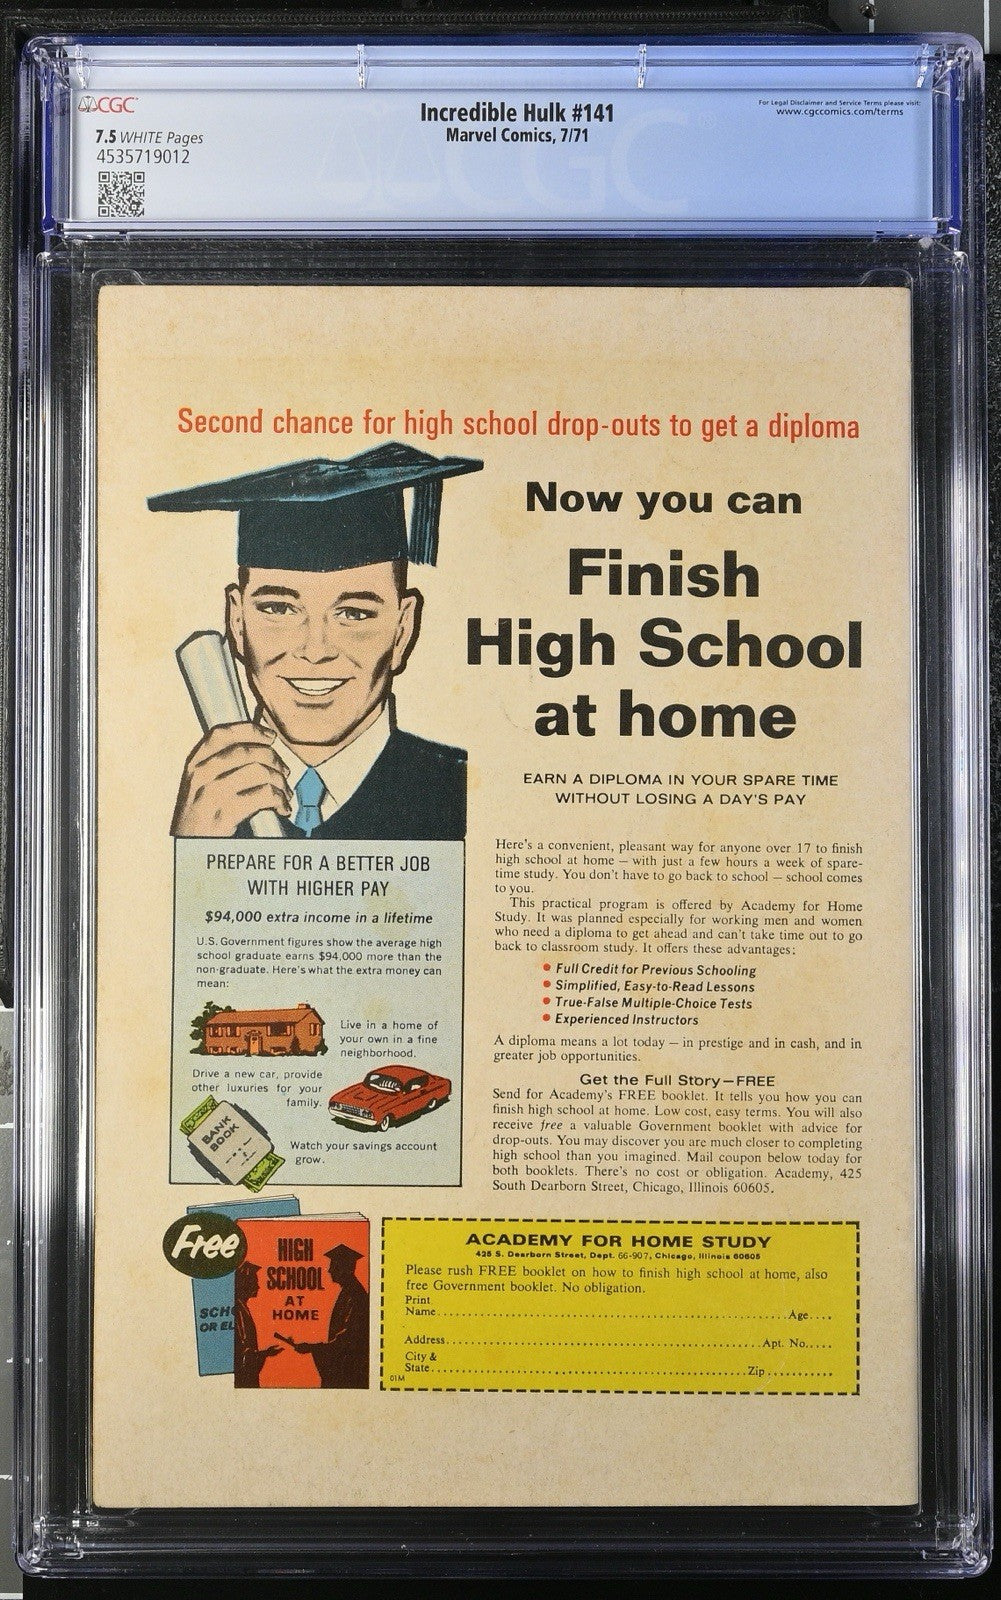 CGC
Incredible Hulk #141
Marvel Comics, 7/71
For Legal Disclaimer and Service Terms please visit:
www.cgccomics.com/terms
7.5 WHITE Pages
4535719012
Second chance for high school drop-outs to get a diploma
Now you can
Finish
High School
at home
EARN A DIPLOMA IN YOUR SPARE TIME
WITHOUT LOSING A DAY'S PAY
Here's a convenient, pleasant way for anyone over 17 to finish
high school at home — with just a few hours a week of spare-
time study. You don't have to go back to school — school comes
to you.
This practical program is offered by Academy for Home
Study. It was planned especially for working men and women
who need a diploma to get ahead and can't take time out to go
back to classroom study. It offers these advantages:
• Full Credit for Previous Schooling
• Simplified, Easy-to-Read Lessons
• True-False Multiple-Choice Tests
• Experienced Instructors
A diploma means a lot today — in prestige and in cash, and in
greater job opportunities.
Get the Full Story—FREE
Send for Academy's FREE booklet. It tells you how you can
finish high school at home. Low cost, easy terms. You will also
receive free a valuable Government booklet with advice for
drop-outs. You may discover you are much closer to completing
high school than you imagined. Mail coupon below today for
both booklets. There's no cost or obligation. Academy, 425
South Dearborn Street, Chicago, Illinois 60605.
PREPARE FOR A BETTER JOB
WITH HIGHER PAY
$94,000 extra income in a lifetime
U.S. Government figures show the average high
school graduate earns $94,000 more than the
non-graduate. Here's what the extra money can
mean:
Live in a home of
your own in a fine
neighborhood.
Drive a new car, provide
other luxuries for your
family.
BANK
BOOK
Watch your savings account
grow.
Free
HIGH
SCHOOL
AT
HOME
SCH
OR EL
ACADEMY FOR HOME STUDY
425 S. Dearborn Street, Dept. 66-907, Chicago, Illinois 60605
Please rush FREE booklet on how to finish high school at home, also
free Government booklet. No obligation.
Print
Name Age
Address Apt. No.
City &
State Zip
01M